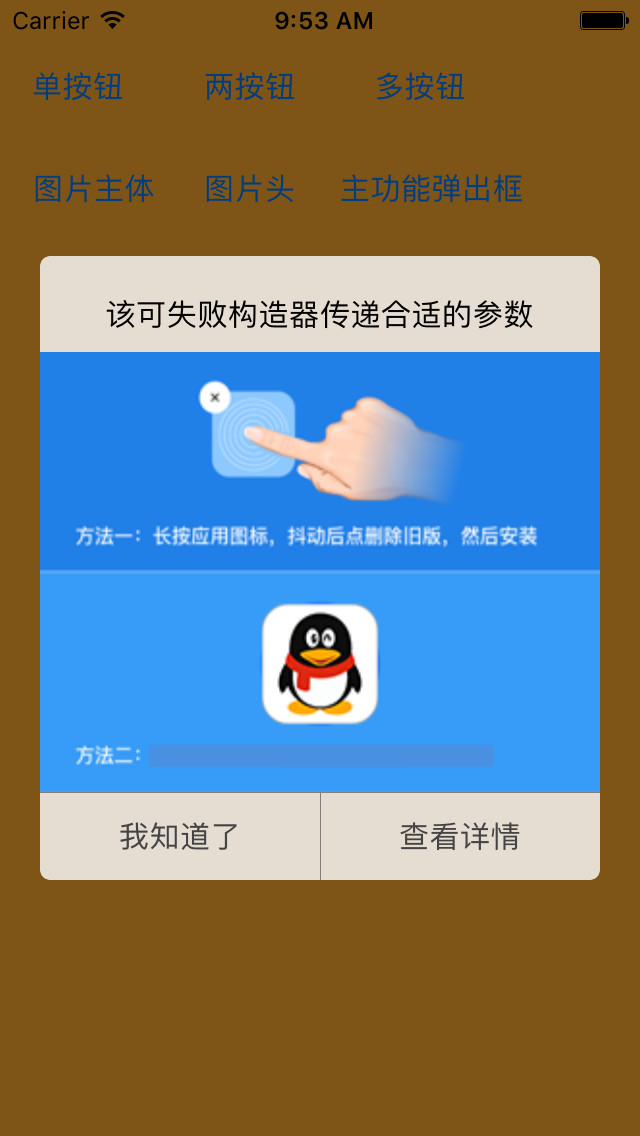 Carrier 9:53 AM
单按钮 两按钮 多按钮
图片主体 图片头 主功能弹出框
该可失败构造器传递合适的参数
方法一：长按应用图标，抖动后点删除旧版，然后安装
方法二：
我知道了 查看详情